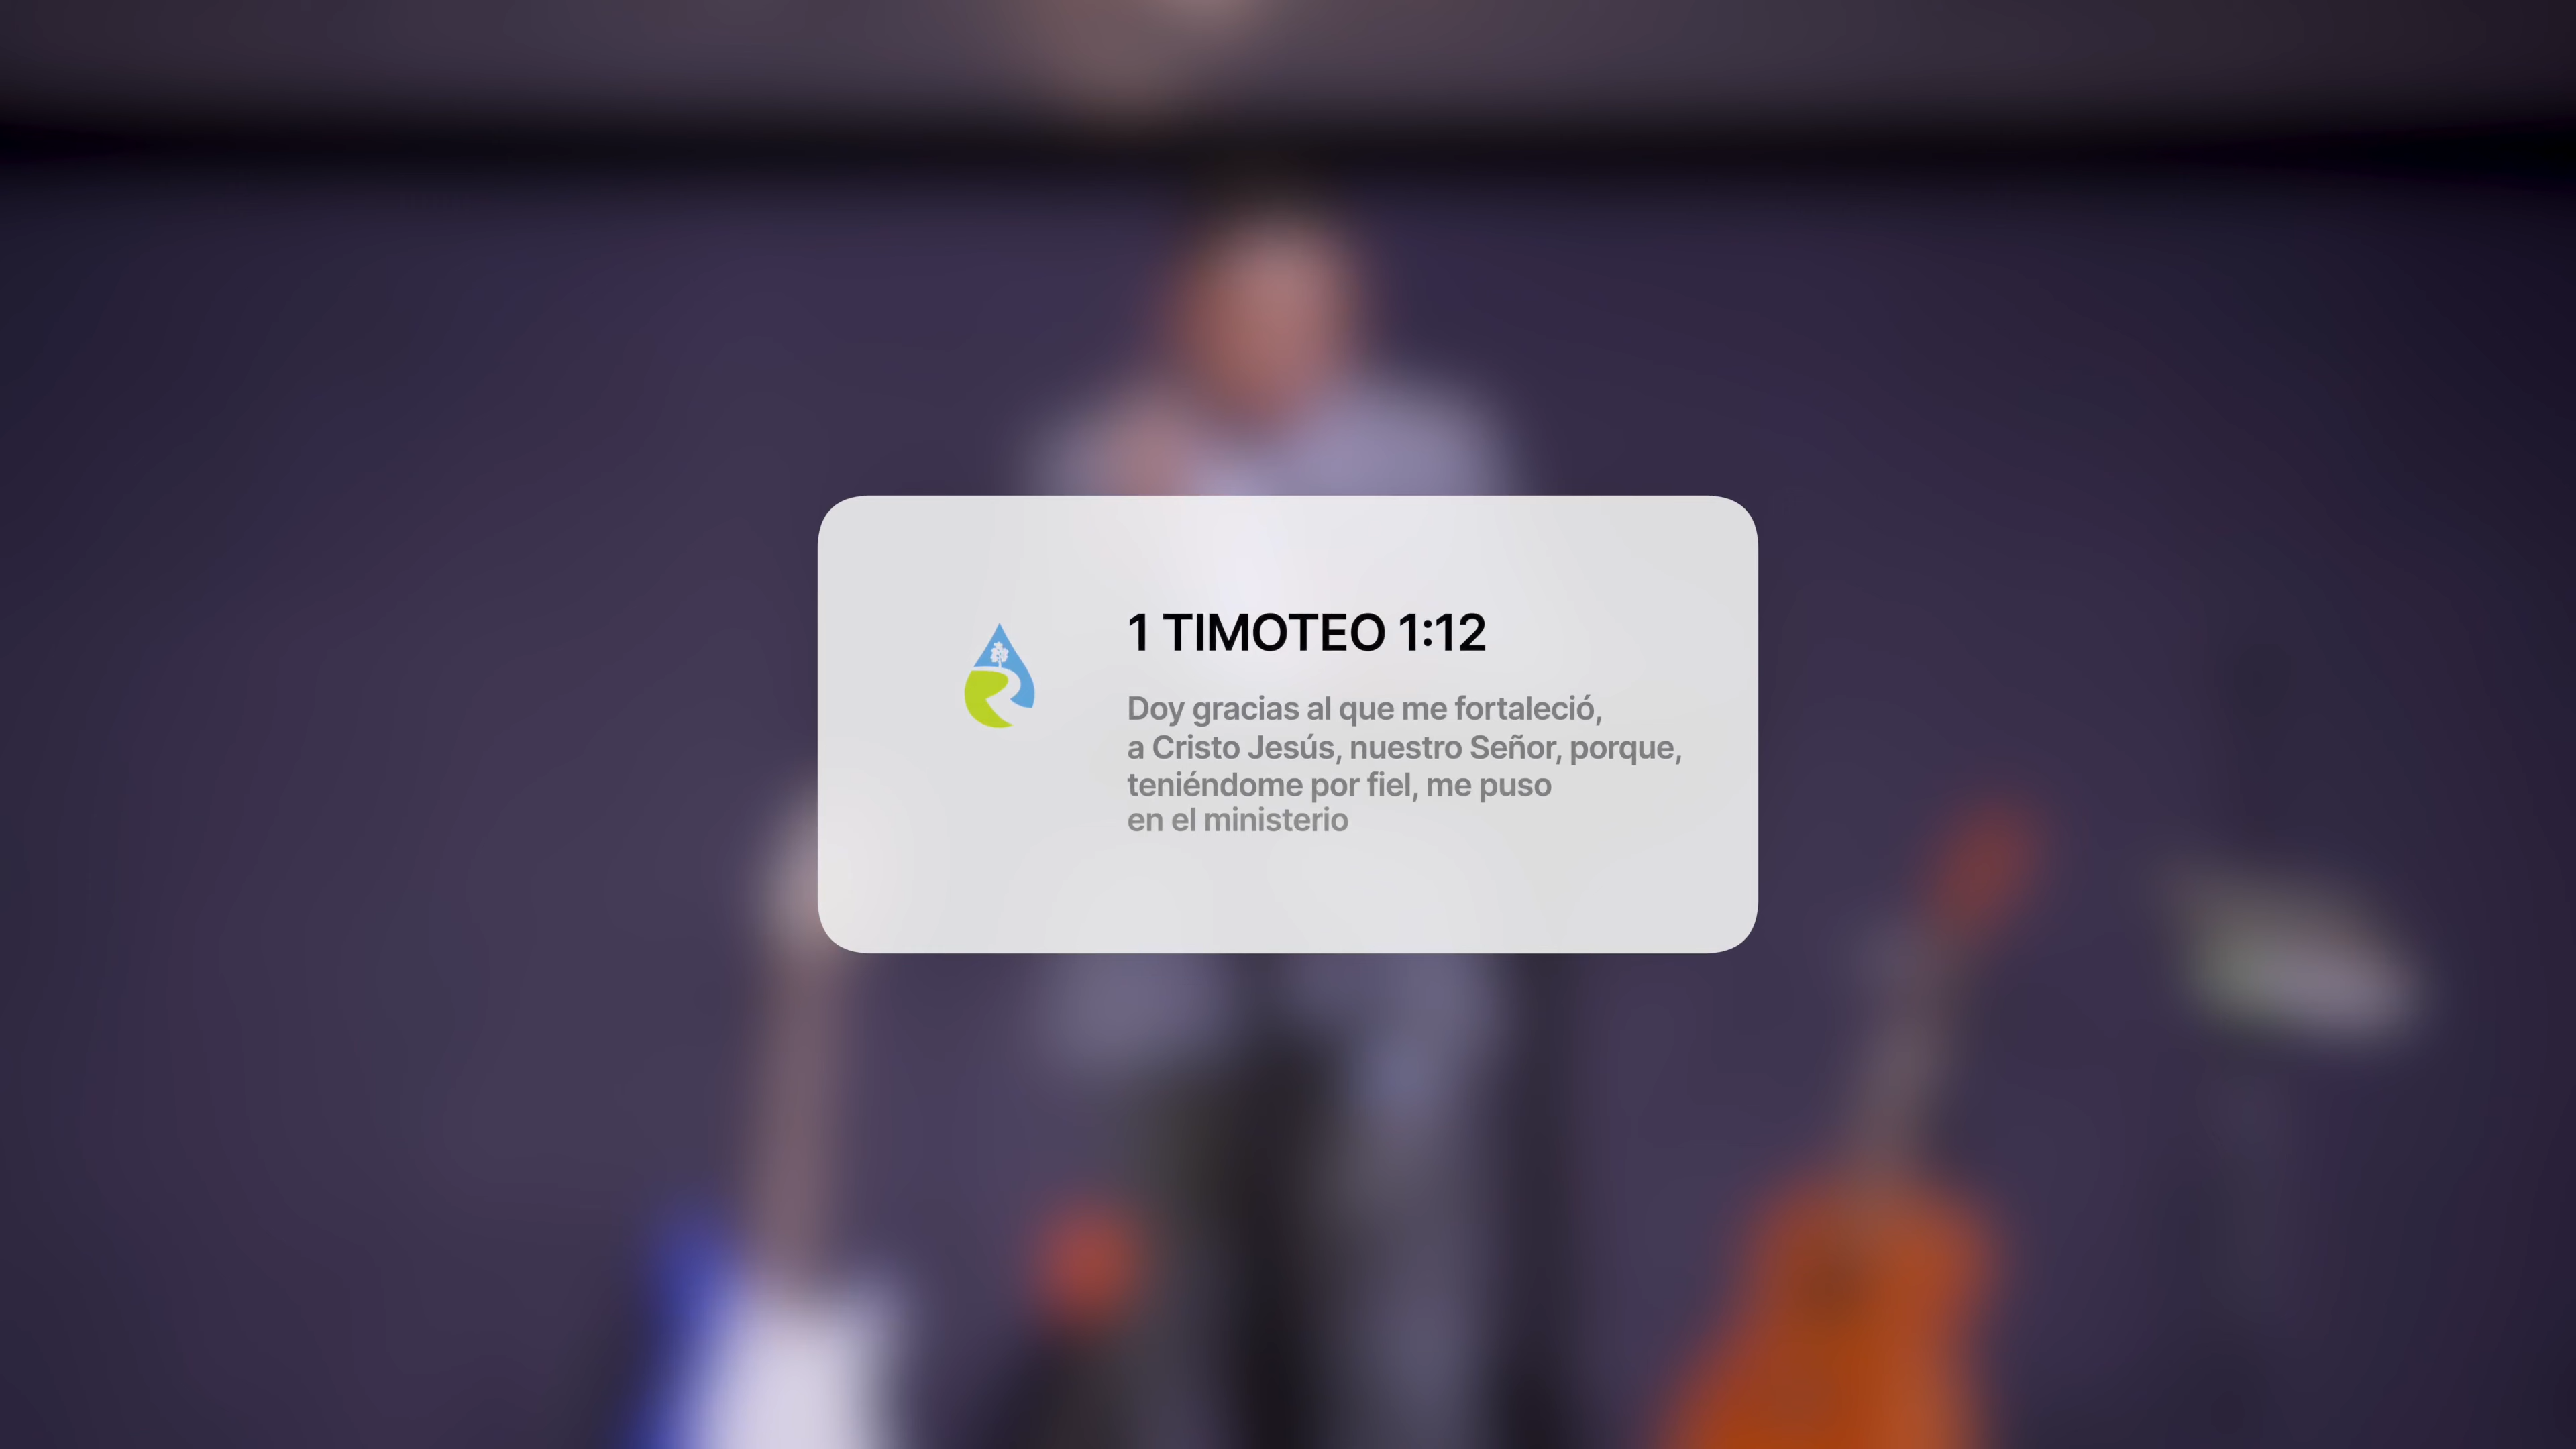 1 TIMOTEO 1:12
Doy gracias al que me fortaleció,
a Cristo Jesús, nuestro Señor, porque,
teniéndome por fiel, me puso
en el ministerio